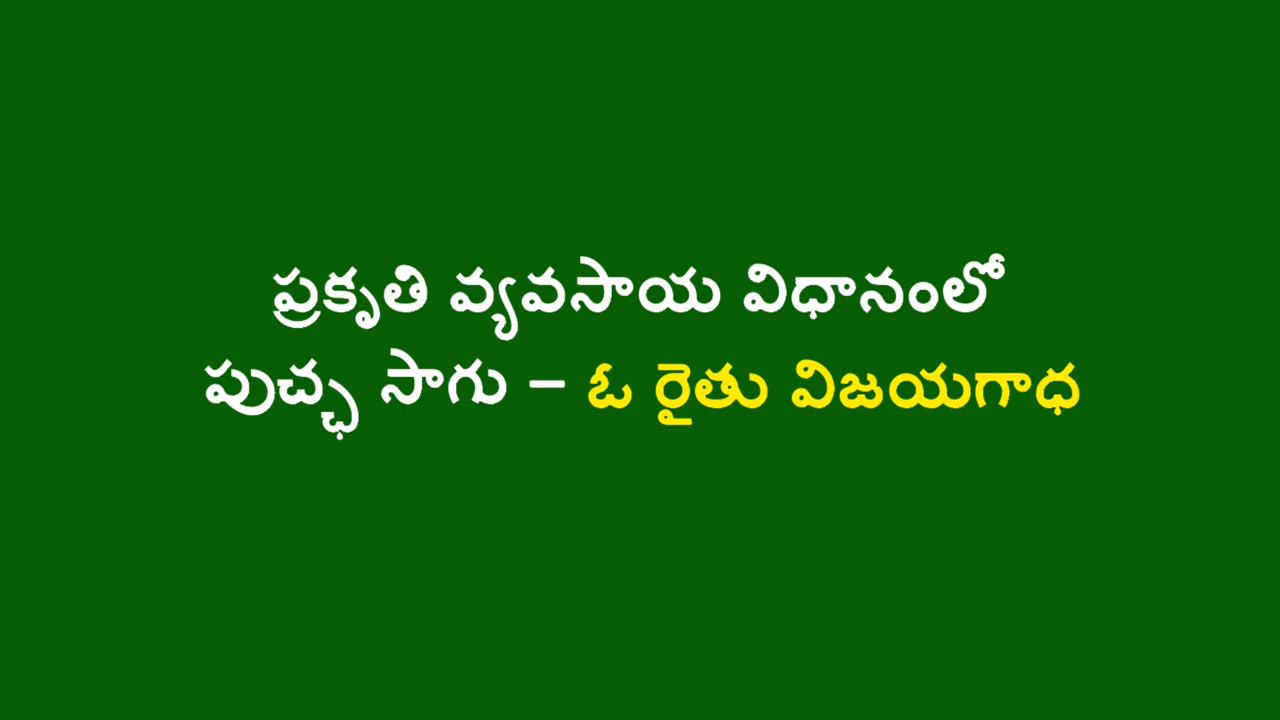 ప్రకృతి వ్యవసాయ విధానంలో
పుచ్ఛ సాగు – ఓ రైతు విజయగాధ